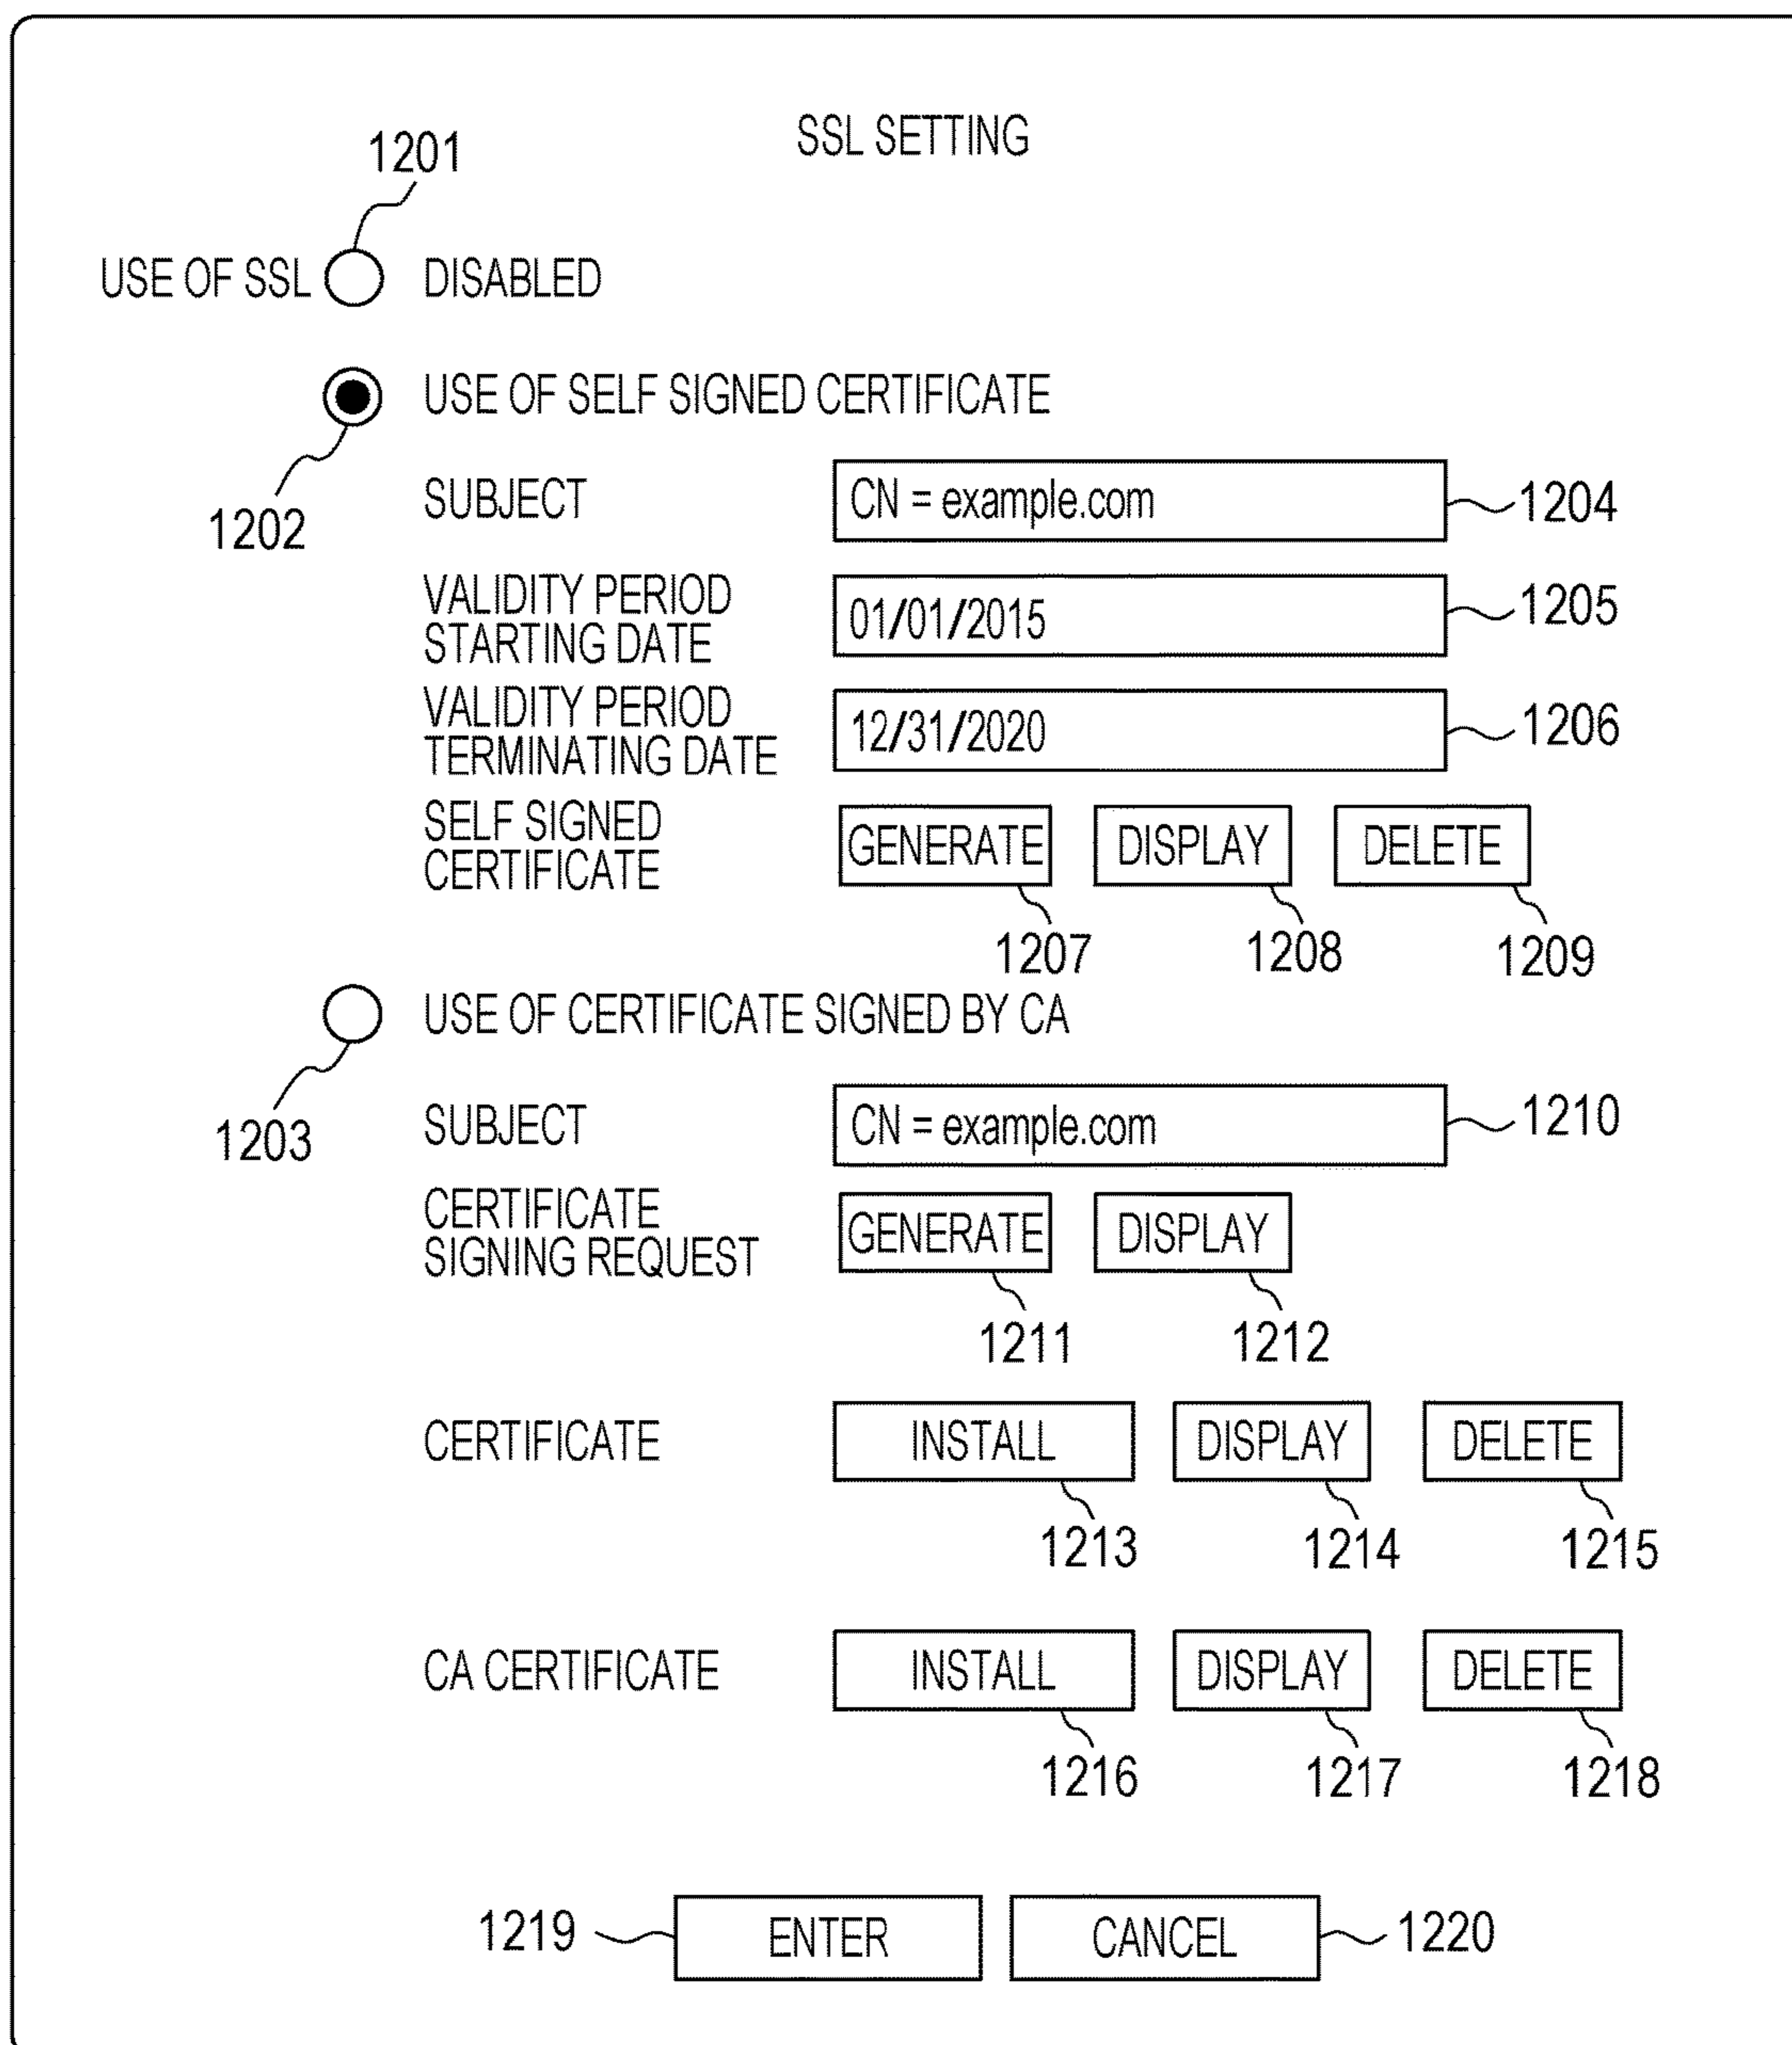 SSL SETTING
1201
USE OF SSL DISABLED
USE OF SELF SIGNED CERTIFICATE
1202
SUBJECT CN = example.com 1204
VALIDITY PERIOD
STARTING DATE
01/01/2015 1205
VALIDITY PERIOD
TERMINATING DATE
12/31/2020 1206
SELF SIGNED
CERTIFICATE
GENERATE DISPLAY DELETE
1207 1208 1209
USE OF CERTIFICATE SIGNED BY CA
1203
SUBJECT CN = example.com 1210
CERTIFICATE
SIGNING REQUEST
GENERATE DISPLAY
1211 1212
CERTIFICATE INSTALL DISPLAY DELETE
1213 1214 1215
CA CERTIFICATE INSTALL DISPLAY DELETE
1216 1217 1218
1219 ENTER CANCEL 1220